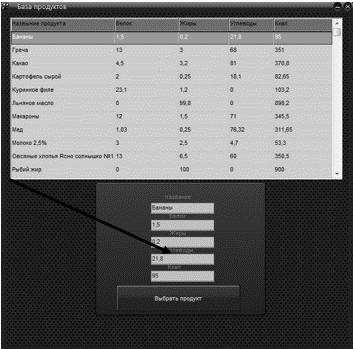 База продуктов
Название продукта Белок Жиры Углеводы Ккал
Бананы 1,5 0,2 21,8 95
Греча 13 3 68 351
Какао 4,5 3,2 81 370,8
Картофель сырой 2 0,25 18,1 82,65
Куриное филе 23,1 1,2 0 103,2
Льняное масло 0 99,8 0 898,2
Макароны 12 1,5 71 345,5
Мед 1,03 0,25 76,32 311,65
Молоко 2,5% 3 2,5 4,7 53,3
Овсяные хлопья Ясно солнышко №1 13 6,5 60 350,5
Рыбий жир 0 100 0 900
Название
Бананы
Белок
1,5
Жиры
0,2
Углеводы
21,8
Ккал
95
Выбрать продукт